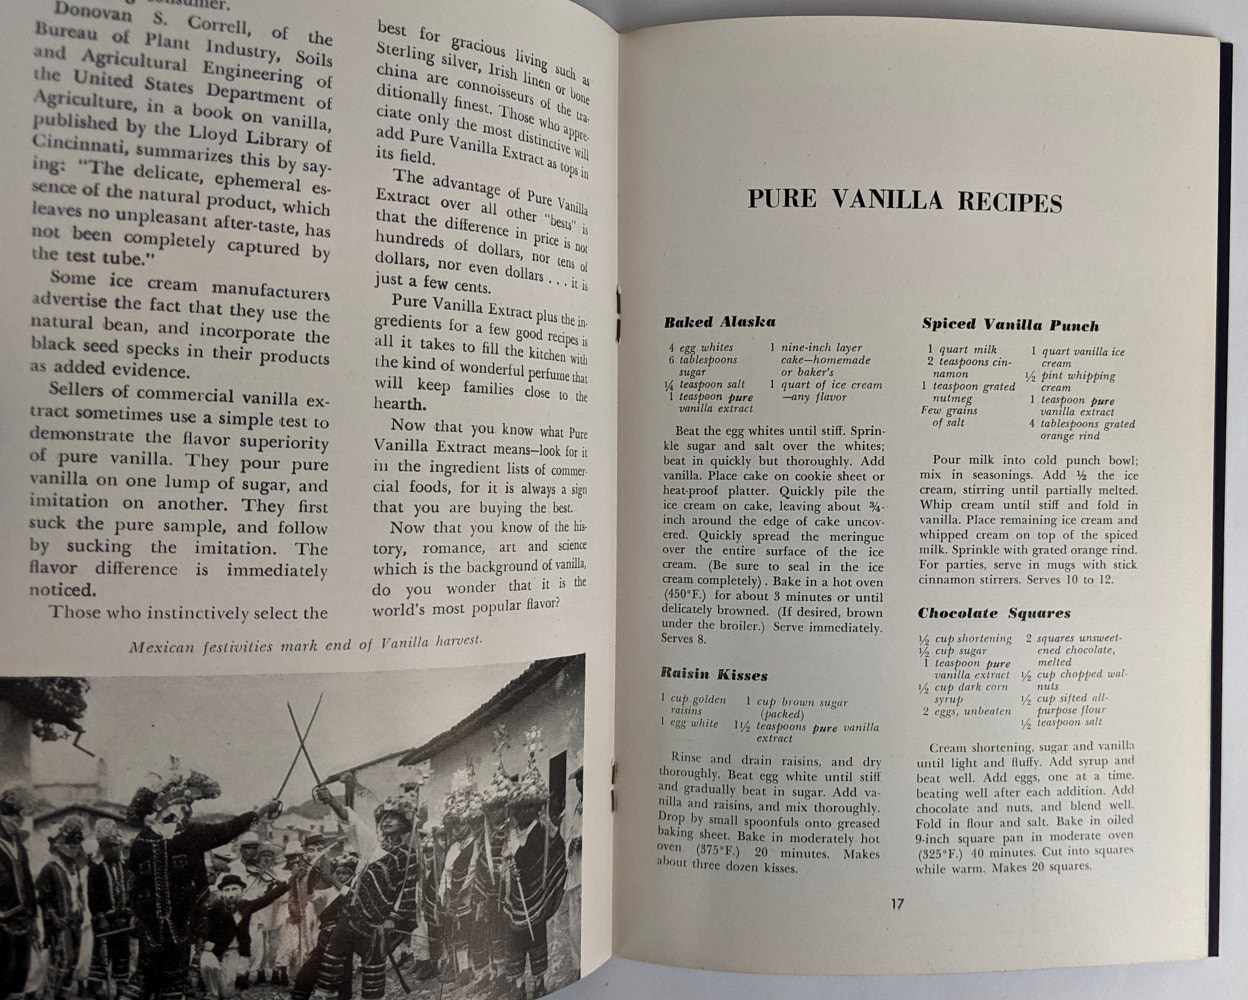 consumer.
Donovan S. Correll, of the
Bureau of Plant Industry, Soils
and Agricultural Engineering of
the United States Department of
Agriculture, in a book on vanilla,
published by the Lloyd Library of
Cincinnati, summarizes this by say-
ing: "The delicate, ephemeral es-
sence of the natural product, which
leaves no unpleasant after-taste, has
not been completely captured by
the test tube."
Some ice cream manufacturers
advertise the fact that they use the
natural bean, and incorporate the
black seed specks in their products
as added evidence.
Sellers of commercial vanilla ex-
tract sometimes use a simple test to
demonstrate the flavor superiority
of pure vanilla. They pour pure
vanilla on one lump of sugar, and
imitation on another. They first
suck the pure sample, and follow
by sucking the imitation. The
flavor difference is immediately
noticed.
Those who instinctively select the
best for gracious living such as
Sterling silver, Irish linen or bone
china are connoisseurs of the tra-
ditionally finest. Those who appre-
ciate only the most distinctive will
add Pure Vanilla Extract as tops in
its field.
The advantage of Pure Vanilla
Extract over all other "bests" is
that the difference in price is not
hundreds of dollars, nor tens of
dollars, nor even dollars . . . it is
just a few cents.
Pure Vanilla Extract plus the in-
gredients for a few good recipes is
all it takes to fill the kitchen with
the kind of wonderful perfume that
will keep families close to the
hearth.
Now that you know what Pure
Vanilla Extract means—look for it
in the ingredient lists of commer-
cial foods, for it is always a sign
that you are buying the best.
Now that you know of the his-
tory, romance, art and science
which is the background of vanilla,
do you wonder that it is the
world's most popular flavor?
Mexican festivities mark end of Vanilla harvest.
PURE VANILLA RECIPES
Baked Alaska
4 egg whites
6 tablespoons
sugar
¼ teaspoon salt
1 teaspoon pure
vanilla extract
1 nine-inch layer
cake—homemade
or baker's
1 quart of ice cream
—any flavor
Beat the egg whites until stiff. Sprin-
kle sugar and salt over the whites;
beat in quickly but thoroughly. Add
vanilla. Place cake on cookie sheet or
heat-proof platter. Quickly pile the
ice cream on cake, leaving about ¾-
inch around the edge of cake uncov-
ered. Quickly spread the meringue
over the entire surface of the ice
cream. (Be sure to seal in the ice
cream completely). Bake in a hot oven
(450°F.) for about 3 minutes or until
delicately browned. (If desired, brown
under the broiler.) Serve immediately.
Serves 8.
Raisin Kisses
1 cup golden
raisins
1 egg white
1 cup brown sugar
(packed)
1½ teaspoons pure vanilla
extract
Rinse and drain raisins, and dry
thoroughly. Beat egg white until stiff
and gradually beat in sugar. Add va-
nilla and raisins, and mix thoroughly.
Drop by small spoonfuls onto greased
baking sheet. Bake in moderately hot
oven (375°F.) 20 minutes. Makes
about three dozen kisses.
Spiced Vanilla Punch
1 quart milk
2 teaspoons cin-
namon
1 teaspoon grated
nutmeg
Few grains
of salt
1 quart vanilla ice
cream
½ pint whipping
cream
1 teaspoon pure
vanilla extract
4 tablespoons grated
orange rind
Pour milk into cold punch bowl;
mix in seasonings. Add ½ the ice
cream, stirring until partially melted.
Whip cream until stiff and fold in
vanilla. Place remaining ice cream and
whipped cream on top of the spiced
milk. Sprinkle with grated orange rind.
For parties, serve in mugs with stick
cinnamon stirrers. Serves 10 to 12.
Chocolate Squares
½ cup shortening
½ cup sugar
1 teaspoon pure
vanilla extract
½ cup dark corn
syrup
2 eggs, unbeaten
2 squares unsweet-
ened chocolate,
melted
½ cup chopped wal-
nuts
½ cup sifted all-
purpose flour
½ teaspoon salt
Cream shortening, sugar and vanilla
until light and fluffy. Add syrup and
beat well. Add eggs, one at a time,
beating well after each addition. Add
chocolate and nuts, and blend well.
Fold in flour and salt. Bake in oiled
9-inch square pan in moderate oven
(325°F.) 40 minutes. Cut into squares
while warm. Makes 20 squares.
17